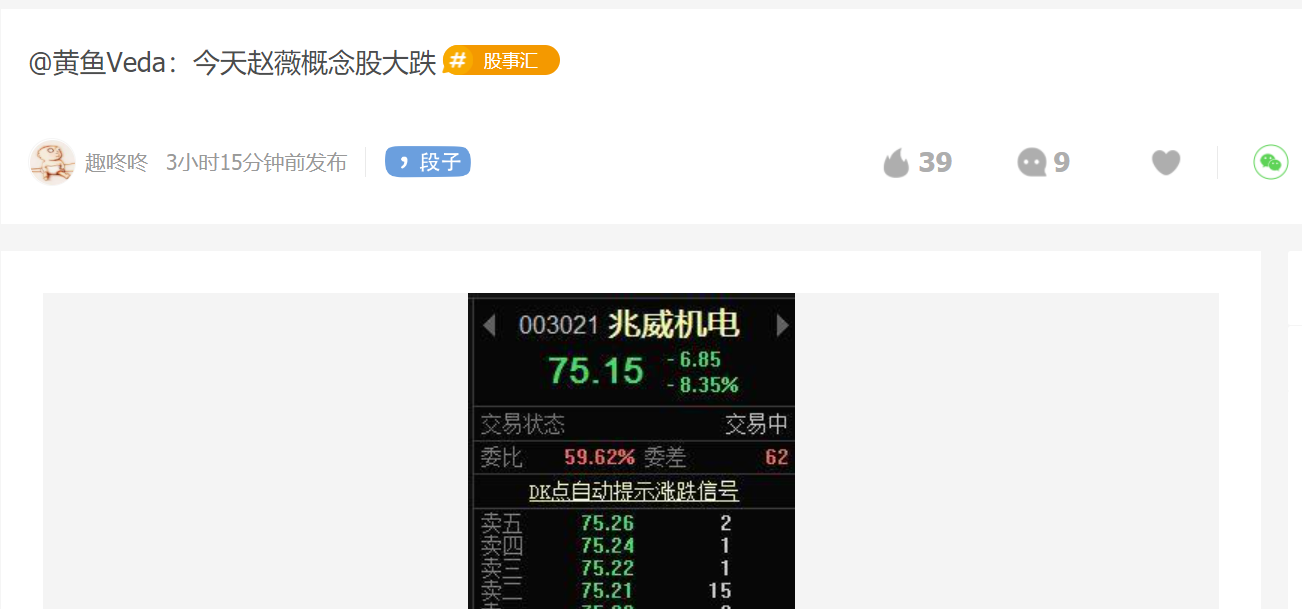 @黄鱼Veda：今天赵薇概念股大跌 # 股事汇
趣咚咚 3小时15分钟前发布 段子 39 9
003021 兆威机电
75.15 -6.85
-8.35%
交易状态 交易中
委比 59.62% 委差 62
DK点自动提示涨跌信号
卖五 75.26 2
卖四 75.24 1
卖三 75.22 1
卖二 75.21 15